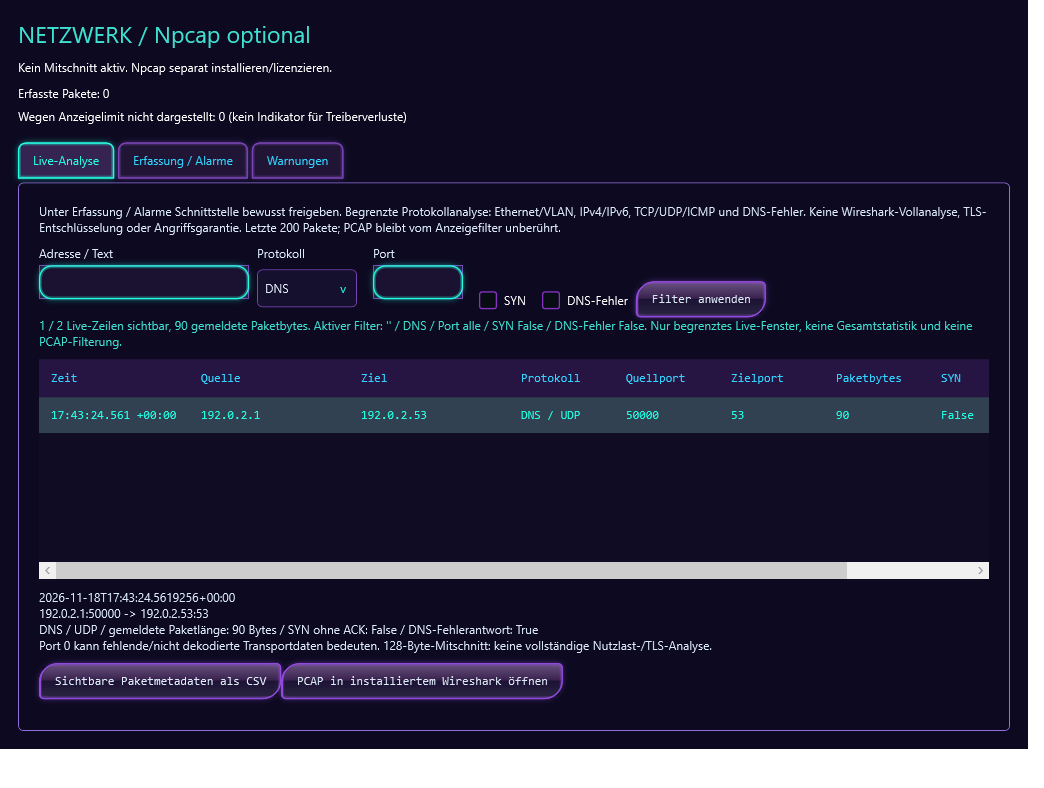 NETZWERK / Npcap optional
Kein Mitschnitt aktiv. Npcap separat installieren/lizenzieren.
Erfasste Pakete: 0
Wegen Anzeigelimit nicht dargestellt: 0 (kein Indikator für Treiberverluste)
Live-Analyse Erfassung / Alarme Warnungen
Unter Erfassung / Alarme Schnittstelle bewusst freigeben. Begrenzte Protokollanalyse: Ethernet/VLAN, IPv4/IPv6, TCP/UDP/ICMP und DNS-Fehler. Keine Wireshark-Vollanalyse, TLS-
Entschlüsselung oder Angriffsgarantie. Letzte 200 Pakete; PCAP bleibt vom Anzeigefilter unberührt.
Adresse / Text Protokoll Port
DNS v SYN DNS-Fehler Filter anwenden
1 / 2 Live-Zeilen sichtbar, 90 gemeldete Paketbytes. Aktiver Filter: '' / DNS / Port alle / SYN False / DNS-Fehler False. Nur begrenztes Live-Fenster, keine Gesamtstatistik und keine
PCAP-Filterung.
Zeit Quelle Ziel Protokoll Quellport Zielport Paketbytes SYN
17:43:24.561 +00:00 192.0.2.1 192.0.2.53 DNS / UDP 50000 53 90 False
2026-11-18T17:43:24.5619256+00:00
192.0.2.1:50000 -> 192.0.2.53:53
DNS / UDP / gemeldete Paketlänge: 90 Bytes / SYN ohne ACK: False / DNS-Fehlerantwort: True
Port 0 kann fehlende/nicht dekodierte Transportdaten bedeuten. 128-Byte-Mitschnitt: keine vollständige Nutzlast-/TLS-Analyse.
Sichtbare Paketmetadaten als CSV PCAP in installiertem Wireshark öffnen